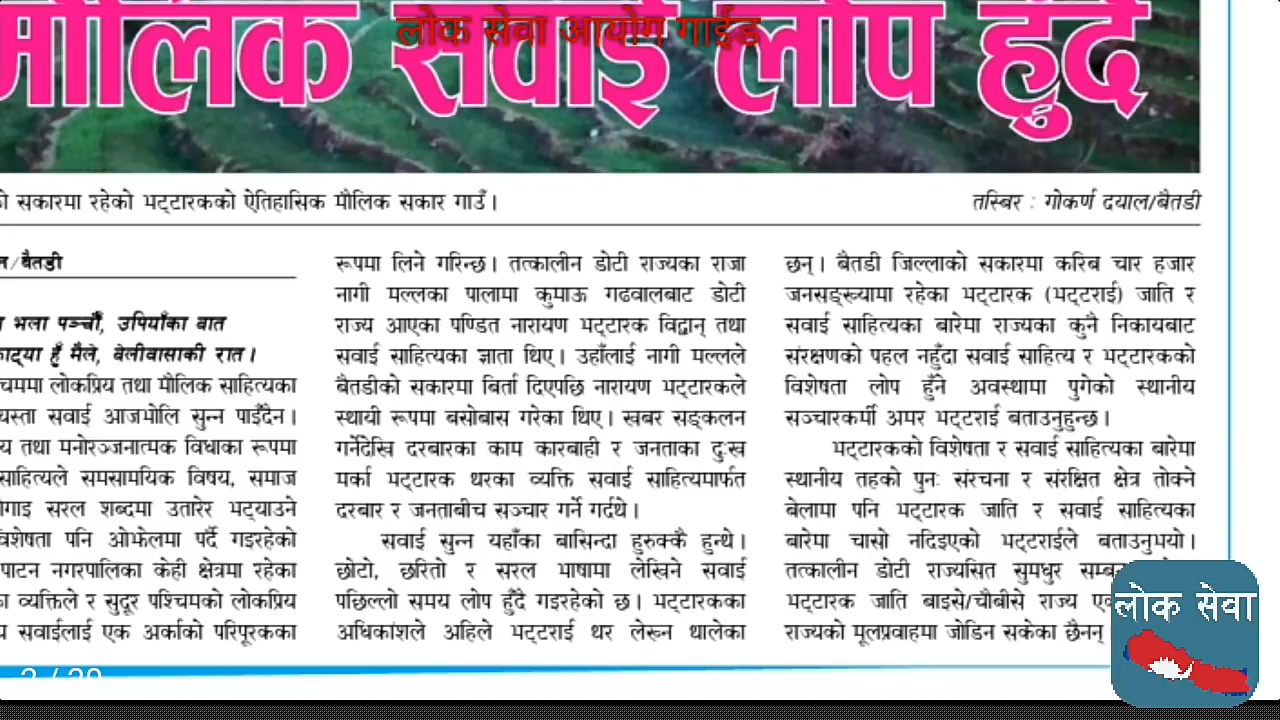 लोक सेवा आयोग गाईड
मौलिक सवाई लोप हुँदै
को सकारमा रहेको भट्टारकको ऐतिहासिक मौलिक सकार गाउँ।
तस्बिर : गोकर्ण दयाल/बैतडी
ल/बैतडी
भला पञ्चौं, उपियाँका बात
काट्या हुँ मैले, बेलीवासाकी रात।
चममा लोकप्रिय तथा मौलिक साहित्यका
यस्ता सवाई आजभोलि सुन्न पाइँदैन।
य तथा मनोरञ्जनात्मक विधाका रूपमा
साहित्यले समसामयिक विषय, समाज
गाइ सरल शब्दमा उतारेर भट्याउने
विशेषता पनि ओझेलमा पर्दै गइरहेको
पाटन नगरपालिका केही क्षेत्रमा रहेका
व्यक्तिले र सुदूर पश्चिमको लोकप्रिय
य सवाईलाई एक अर्काको परिपूरकका
रूपमा लिने गरिन्छ। तत्कालीन डोटी राज्यका राजा
नागी मल्लका पालामा कुमाऊ गढवालबाट डोटी
राज्य आएका पण्डित नारायण भट्टारक विद्वान् तथा
सवाई साहित्यका ज्ञाता थिए। उहाँलाई नागी मल्लले
बैतडीको सकारमा बिर्ता दिएपछि नारायण भट्टारकले
स्थायी रूपमा बसोबास गरेका थिए। खबर सङ्कलन
गर्नेदेखि दरबारका काम कारबाही र जनताका दुःख
मर्का भट्टारक थरका व्यक्ति सवाई साहित्यमार्फत
दरबार र जनताबीच सञ्चार गर्ने गर्दथे।
सवाई सुन्न यहाँका बासिन्दा हुरुक्कै हुन्थे।
छोटो, छरितो र सरल भाषामा लेखिने सवाई
पछिल्लो समय लोप हुँदै गइरहेको छ। भट्टारकका
अधिकांशले अहिले भट्टराई थर लेख्न थालेका
छन्। बैतडी जिल्लाको सकारमा करिब चार हजार
जनसङ्ख्यामा रहेका भट्टारक (भट्टराई) जाति र
सवाई साहित्यका बारेमा राज्यका कुनै निकायबाट
संरक्षणको पहल नहुँदा सवाई साहित्य र भट्टारकको
विशेषता लोप हुँने अवस्थामा पुगेको स्थानीय
सञ्चारकर्मी अमर भट्टराई बताउनुहुन्छ।
भट्टारकको विशेषता र सवाई साहित्यका बारेमा
स्थानीय तहको पुनः संरचना र संरक्षित क्षेत्र तोक्ने
बेलामा पनि भट्टारक जाति र सवाई साहित्यका
बारेमा चासो नदिइएको भट्टराईले बताउनुभयो।
तत्कालीन डोटी राज्यसित सुमधुर
भट्टारक जाति बाइसे/चौबीसे राज्य
राज्यको मूलप्रवाहमा जोडिन सकेका छैनन्
लोक सेवा